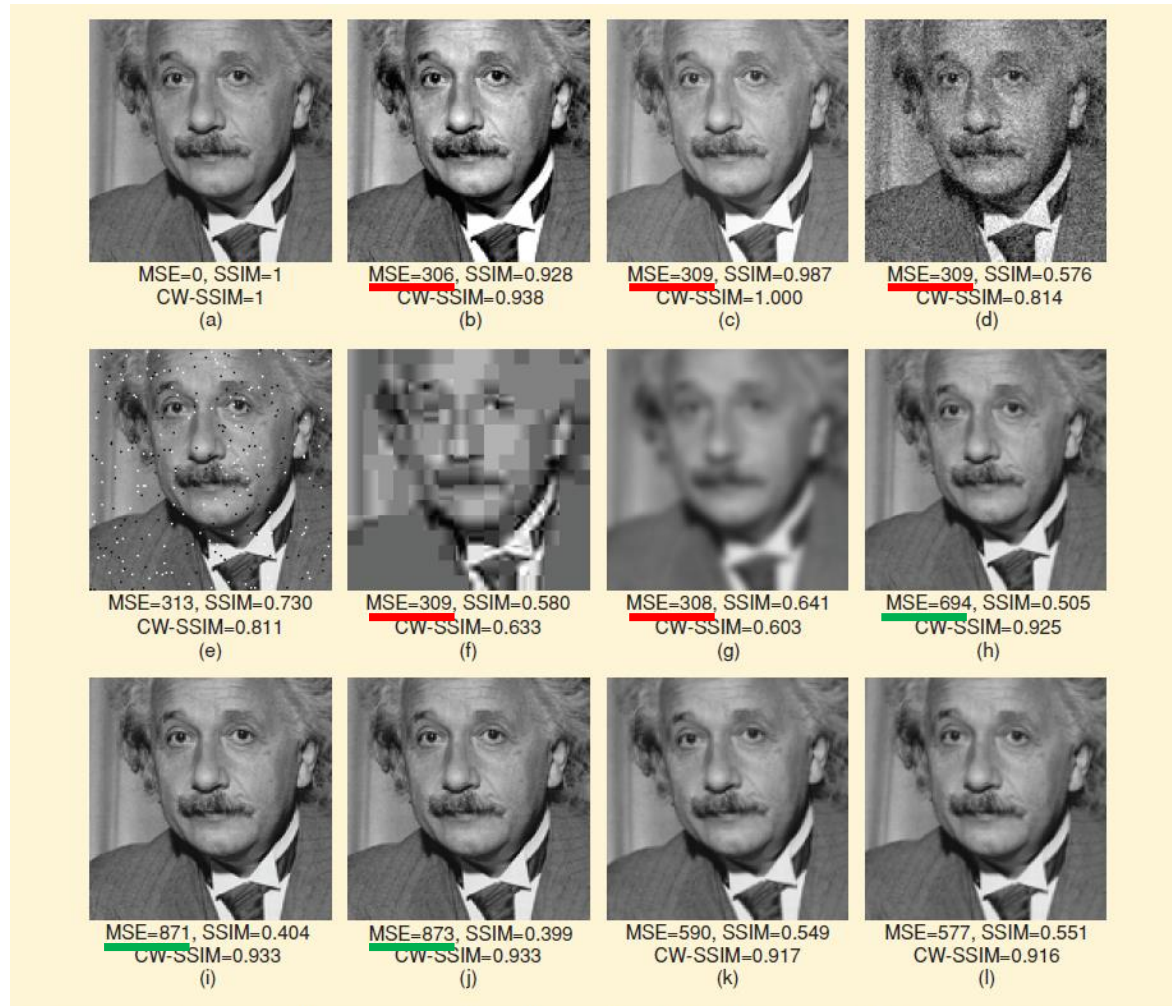 MSE=0, SSIM=1
CW-SSIM=1
(a)
MSE=306, SSIM=0.928
CW-SSIM=0.938
(b)
MSE=309, SSIM=0.987
CW-SSIM=1.000
(c)
MSE=309, SSIM=0.576
CW-SSIM=0.814
(d)
MSE=313, SSIM=0.730
CW-SSIM=0.811
(e)
MSE=309, SSIM=0.580
CW-SSIM=0.633
(f)
MSE=308, SSIM=0.641
CW-SSIM=0.603
(g)
MSE=694, SSIM=0.505
CW-SSIM=0.925
(h)
MSE=871, SSIM=0.404
CW-SSIM=0.933
(i)
MSE=873, SSIM=0.399
CW-SSIM=0.933
(j)
MSE=590, SSIM=0.549
CW-SSIM=0.917
(k)
MSE=577, SSIM=0.551
CW-SSIM=0.916
(l)